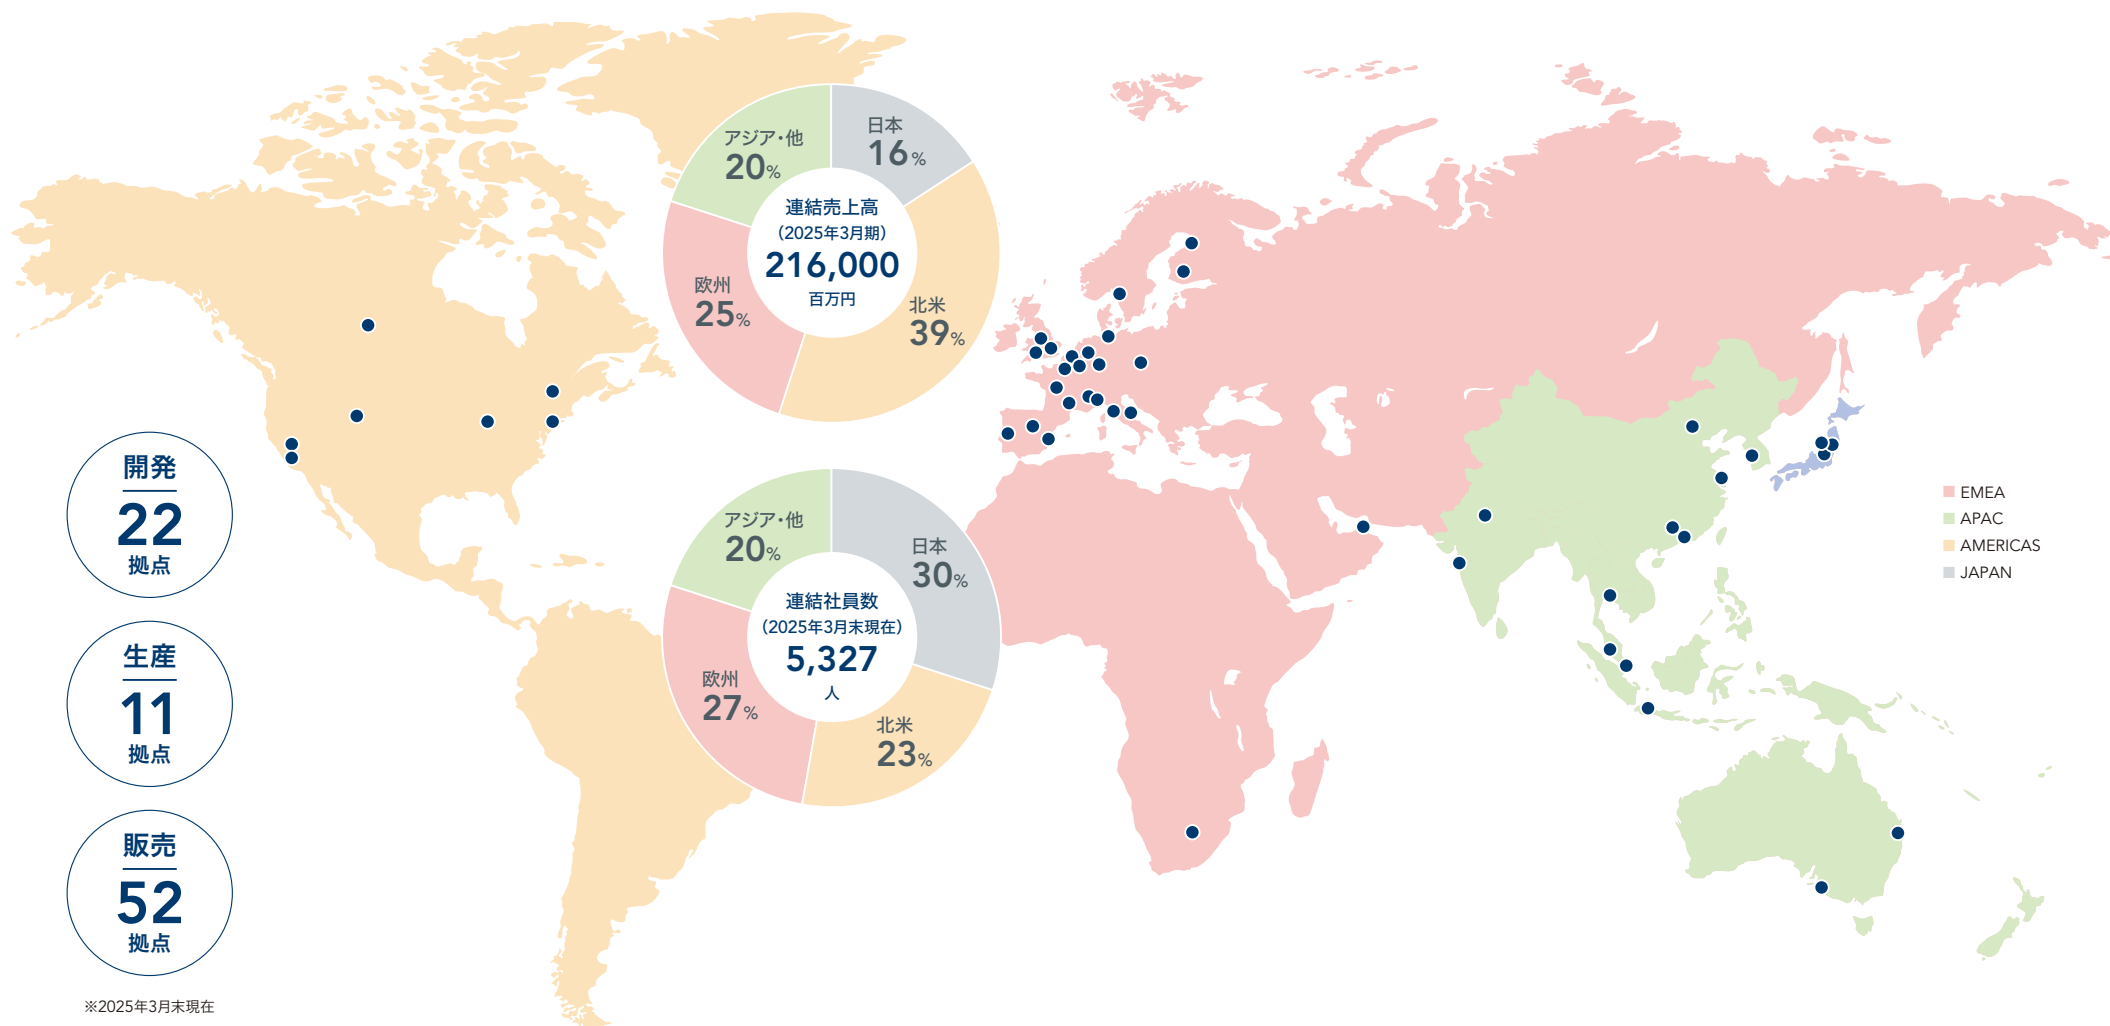 開発
22
拠点
生産
11
拠点
販売
52
拠点
※2025年3月末現在
連結売上高
（2025年3月期）
216,000
百万円
日本
16%
北米
39%
欧州
25%
アジア・他
20%
連結社員数
（2025年3月末現在）
5,327
人
日本
30%
北米
23%
欧州
27%
アジア・他
20%
EMEA
APAC
AMERICAS
JAPAN